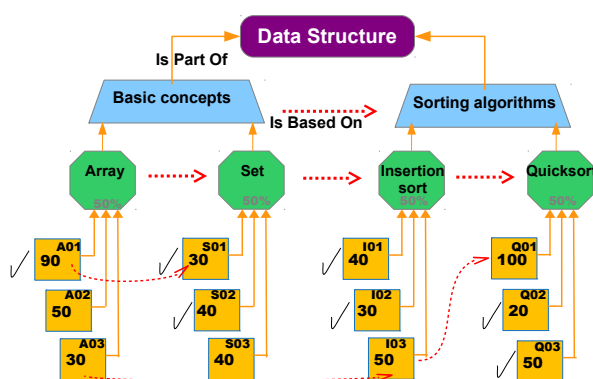 Data Structure
Is Part Of
Basic concepts
Sorting algorithms
Is Based On
Array
50%
Set
50%
Insertion
sort
50%
Quicksort
50%
A01
90
S01
30
I01
40
Q01
100
A02
50
S02
40
I02
30
Q02
20
A03
30
S03
40
I03
50
Q03
50